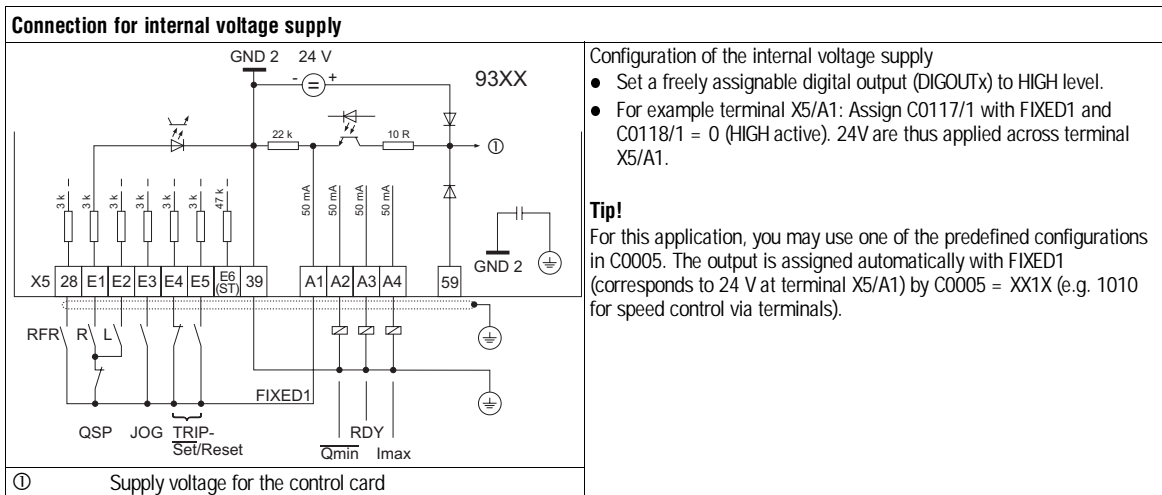 Connection for internal voltage supply
GND 2 24 V
- = +
93XX
22 k
10 R
①
3 k
3 k
3 k
3 k
3 k
3 k
47 k
50 mA
50 mA
50 mA
50 mA
GND 2
X5 28 E1 E2 E3 E4 E5 E6 (ST) 39 A1 A2 A3 A4 59
RFR R L
FIXED1
QSP JOG TRIP-
Set/Reset
RDY
Qmin Imax
① Supply voltage for the control card
Configuration of the internal voltage supply
● Set a freely assignable digital output (DIGOUTx) to HIGH level.
● For example terminal X5/A1: Assign C0117/1 with FIXED1 and
C0118/1 = 0 (HIGH active). 24V are thus applied across terminal
X5/A1.
Tip!
For this application, you may use one of the predefined configurations
in C0005. The output is assigned automatically with FIXED1
(corresponds to 24 V at terminal X5/A1) by C0005 = XX1X (e.g. 1010
for speed control via terminals).